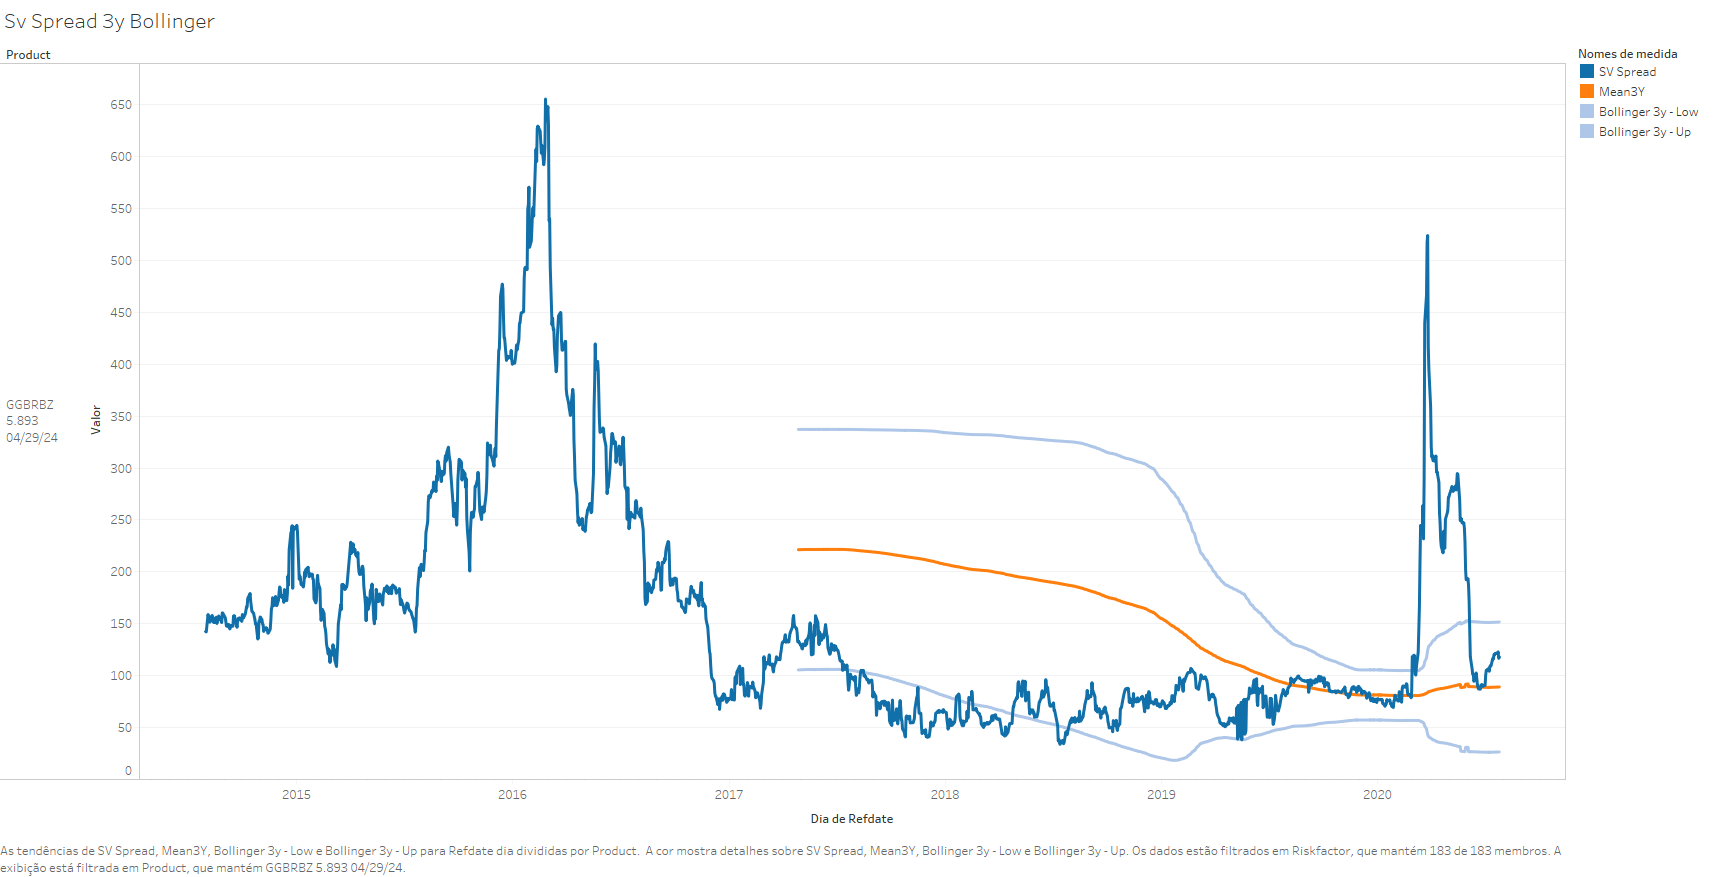 Sv Spread 3y Bollinger
Product
Nomes de medida
SV Spread
Mean3Y
Bollinger 3y - Low
Bollinger 3y - Up
GGBRBZ
5.893
04/29/24
Valor
650
600
550
500
450
400
350
300
250
200
150
100
50
0
2015
2016
2017
2018
2019
2020
Dia de Refdate
As tendências de SV Spread, Mean3Y, Bollinger 3y - Low e Bollinger 3y - Up para Refdate dia divididas por Product.  A cor mostra detalhes sobre SV Spread, Mean3Y, Bollinger 3y - Low e Bollinger 3y - Up. Os dados estão filtrados em Riskfactor, que mantém 183 de 183 membros. A
exibição está filtrada em Product, que mantém GGBRBZ 5.893 04/29/24.